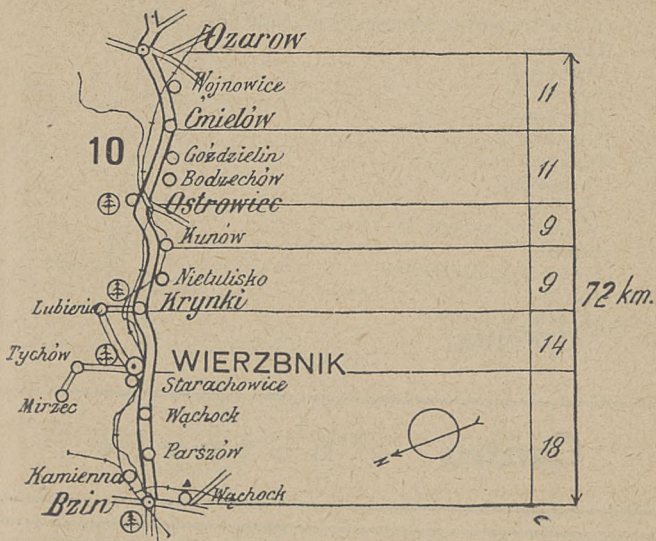 Ozarow
Wojnowice
11
Ćmielów
10
Goździelin
Bodzechów
11
Ostrowiec
Kunów
9
Nietulisko
9
72 km.
Lubienia
Krynki
14
Tychów
WIERZBNIK
Starachowice
Mirzec
Wąchock
Parszów
N
18
Kamienna
Wąchock
Bzin